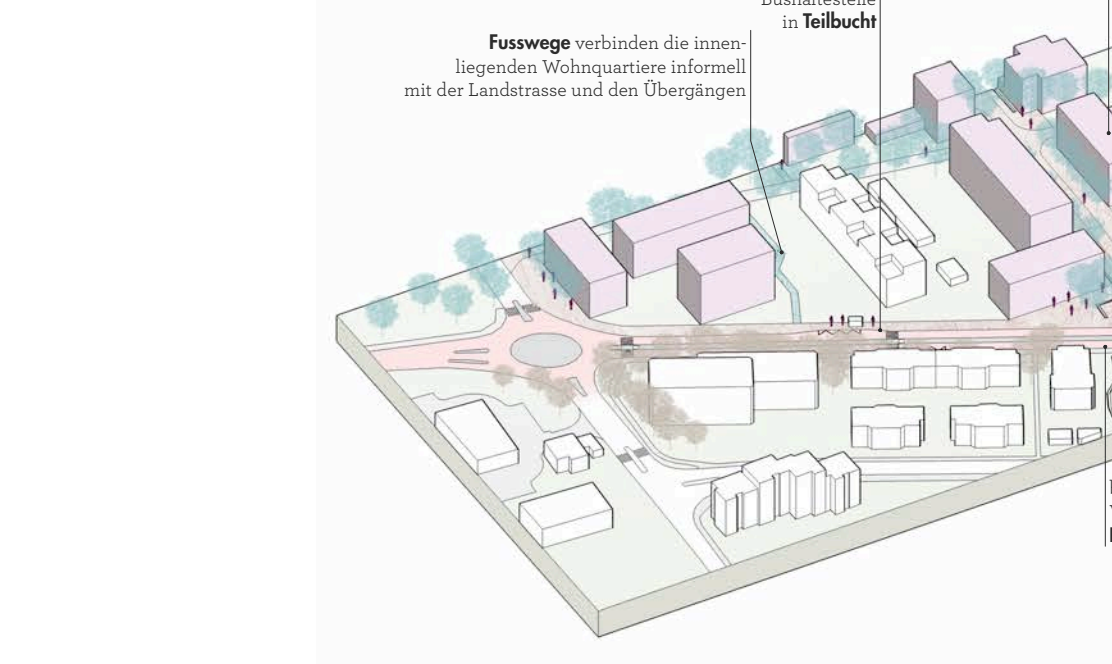 Bushaltestelle
in Teilbucht
Fusswege verbinden die innen-
liegenden Wohnquartiere informell
mit der Landstrasse und den Übergängen